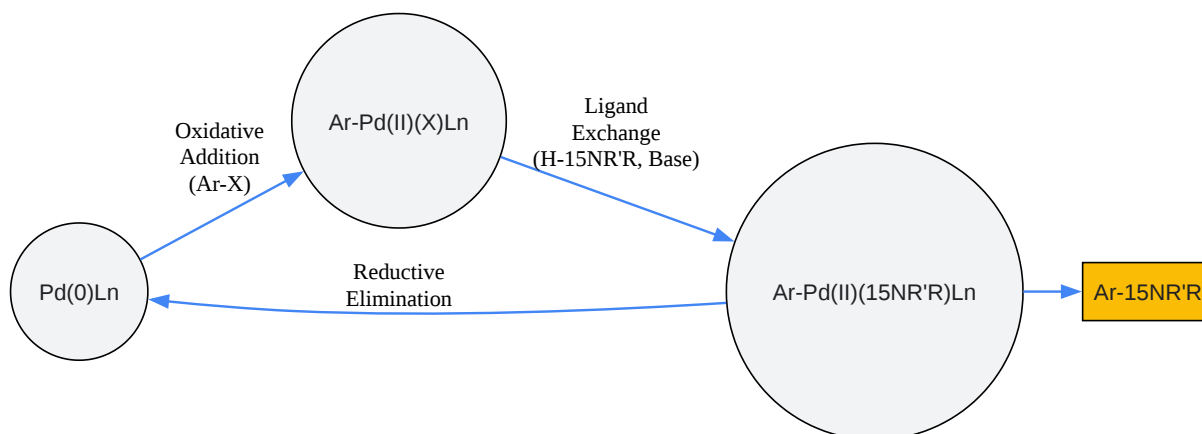 Oxidative
Addition
(Ar-X)
Ar-Pd(II)(X)Ln
Ligand
Exchange
(H-15NR'R, Base)
Pd(0)Ln
Reductive
Elimination
Ar-Pd(II)(15NR'R)Ln
Ar-15NR'R